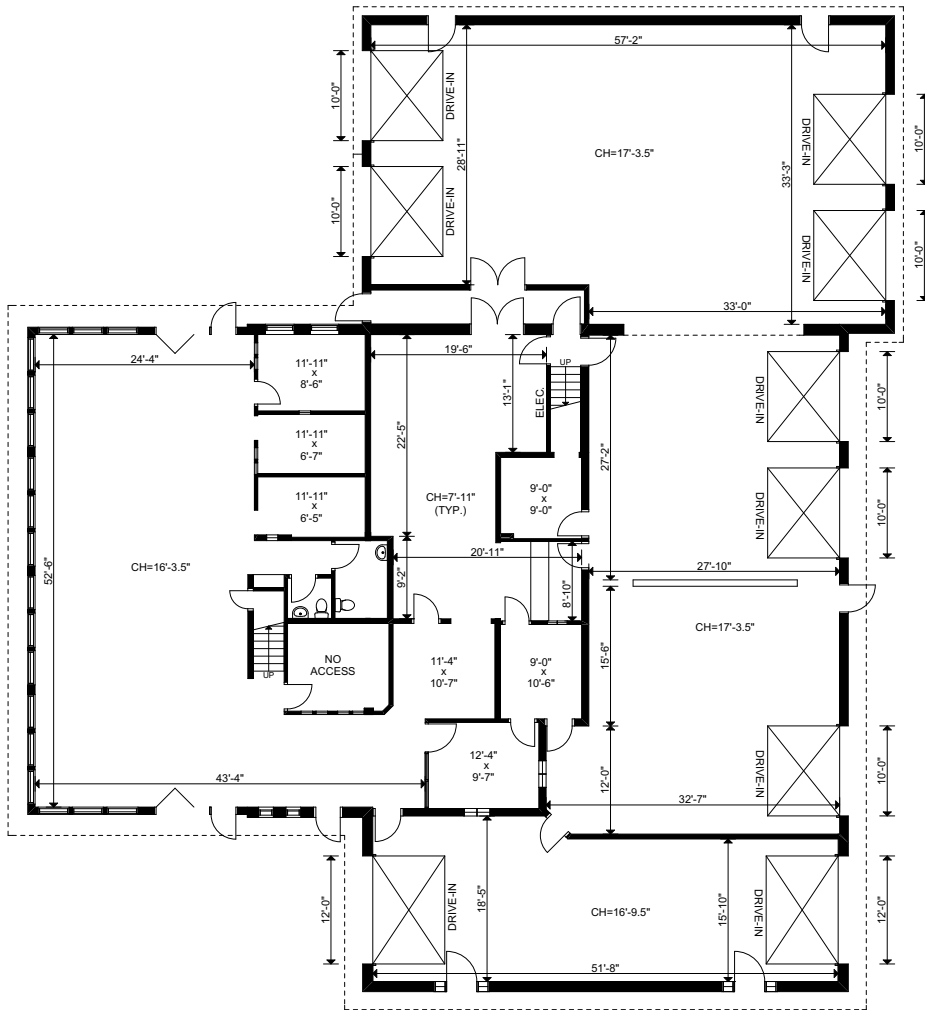 57'-2"
10'-0"
DRIVE-IN
28'-11"
CH=17'-3.5"
33'-3"
DRIVE-IN
10'-0"
10'-0"
DRIVE-IN
DRIVE-IN
10'-0"
33'-0"
24'-4"
11'-11"
x
8'-6"
19'-6"
UP
13'-1"
ELEC.
DRIVE-IN
10'-0"
22'-5"
27'-2"
11'-11"
x
6'-7"
CH=7'-11"
(TYP.)
9'-0"
x
9'-0"
11'-11"
x
6'-5"
DRIVE-IN
10'-0"
52'-6"
CH=16'-3.5"
20'-11"
9'-2"
8'-10"
27'-10"
CH=17'-3.5"
NO
ACCESS
UP
11'-4"
x
10'-7"
9'-0"
x
10'-6"
15'-6"
12'-4"
x
9'-7"
12'-0"
DRIVE-IN
10'-0"
43'-4"
32'-7"
12'-0"
DRIVE-IN
18'-5"
CH=16'-9.5"
15'-10"
DRIVE-IN
12'-0"
51'-8"